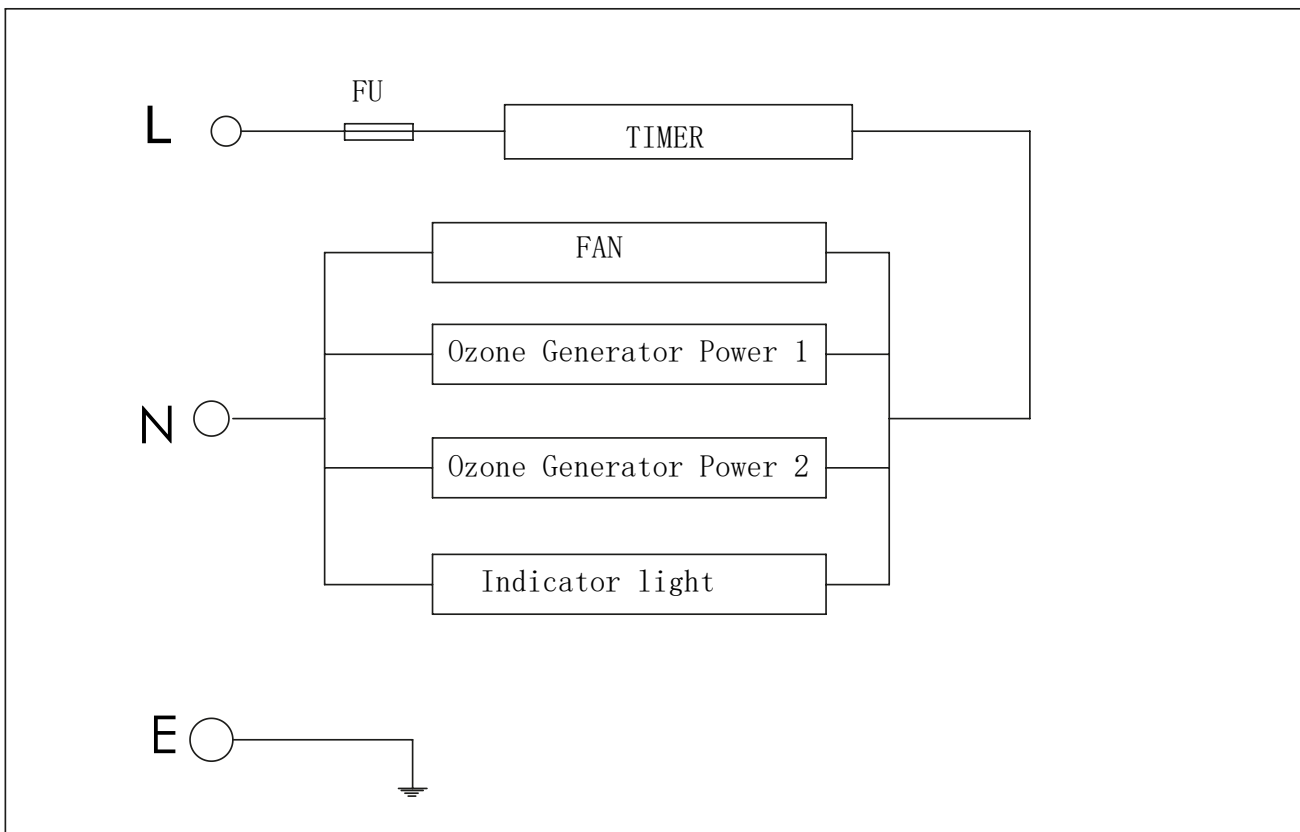 FU
L
TIMER
FAN
Ozone Generator Power 1
N
Ozone Generator Power 2
Indicator light
E